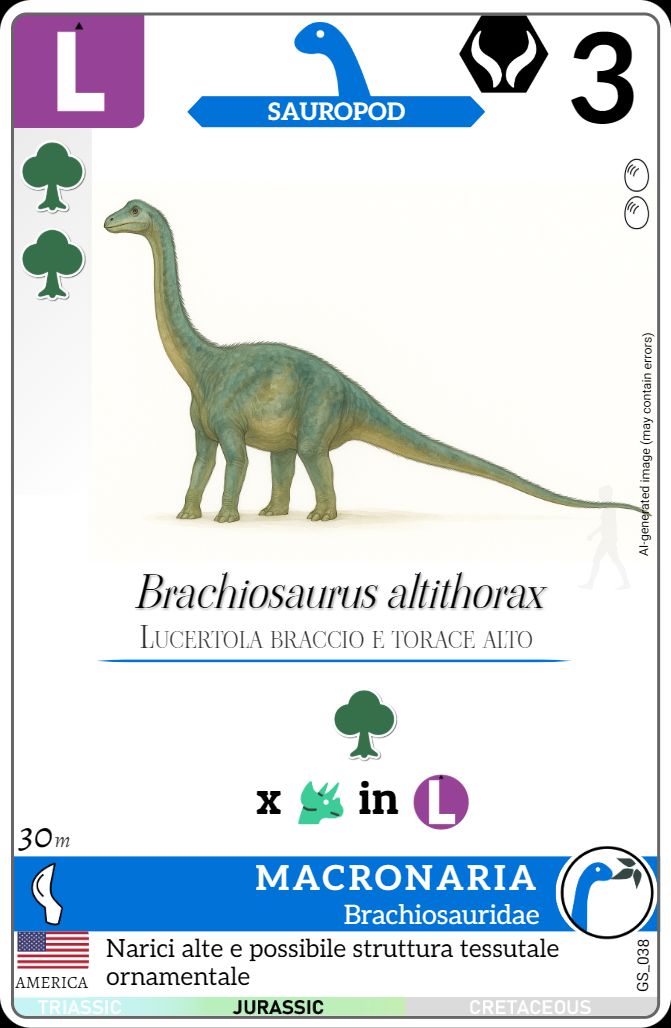 L
SAUROPOD
3
AI-generated image (may contain errors)
Brachiosaurus altithorax
Lucertola braccio e torace alto
x in L
30m
MACRONARIA
Brachiosauridae
AMERICA
Narici alte e possibile struttura tessutale
ornamentale
GS_038
TRIASSIC JURASSIC CRETACEOUS